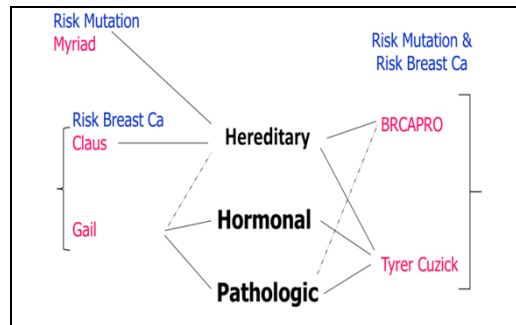 Risk Mutation
Myriad
Risk Mutation &
Risk Breast Ca
Risk Breast Ca
Claus
Hereditary
BRCAPRO
Gail
Hormonal
Pathologic
Tyrer Cuzick